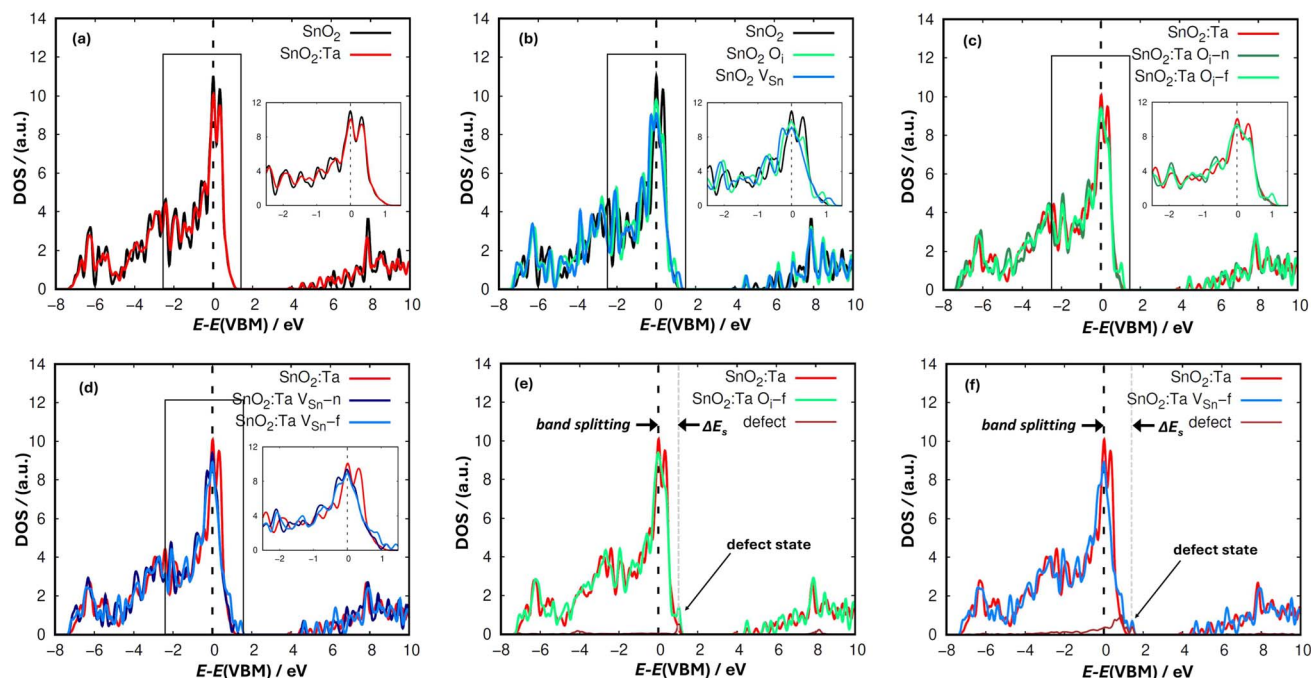 (a)
SnO2
SnO2:Ta
DOS / (a.u.)
14
12
10
8
6
4
2
0
12
8
4
0
−2 −1 0 1
−8 −6 −4 −2 0 2 4 6 8 10
E-E(VBM) / eV
(b)
SnO2
SnO2 Oi
SnO2 VSn
DOS / (a.u.)
14
12
10
8
6
4
2
0
12
8
4
0
−2 −1 0 1
−8 −6 −4 −2 0 2 4 6 8 10
E-E(VBM) / eV
(c)
SnO2:Ta
SnO2:Ta Oi−n
SnO2:Ta Oi−f
DOS / (a.u.)
14
12
10
8
6
4
2
0
12
8
4
0
−2 −1 0 1
−8 −6 −4 −2 0 2 4 6 8 10
E-E(VBM) / eV
(d)
SnO2:Ta
SnO2:Ta VSn−n
SnO2:Ta VSn−f
DOS / (a.u.)
14
12
10
8
6
4
2
0
12
8
4
0
−2 −1 0 1
−8 −6 −4 −2 0 2 4 6 8 10
E-E(VBM) / eV
(e)
SnO2:Ta
SnO2:Ta Oi−f
band splitting ΔEs defect
defect state
DOS / (a.u.)
14
12
10
8
6
4
2
0
−8 −6 −4 −2 0 2 4 6 8 10
E-E(VBM) / eV
(f)
SnO2:Ta
SnO2:Ta VSn−f
defect
band splitting ΔEs
defect state
DOS / (a.u.)
14
12
10
8
6
4
2
0
−8 −6 −4 −2 0 2 4 6 8 10
E-E(VBM) / eV